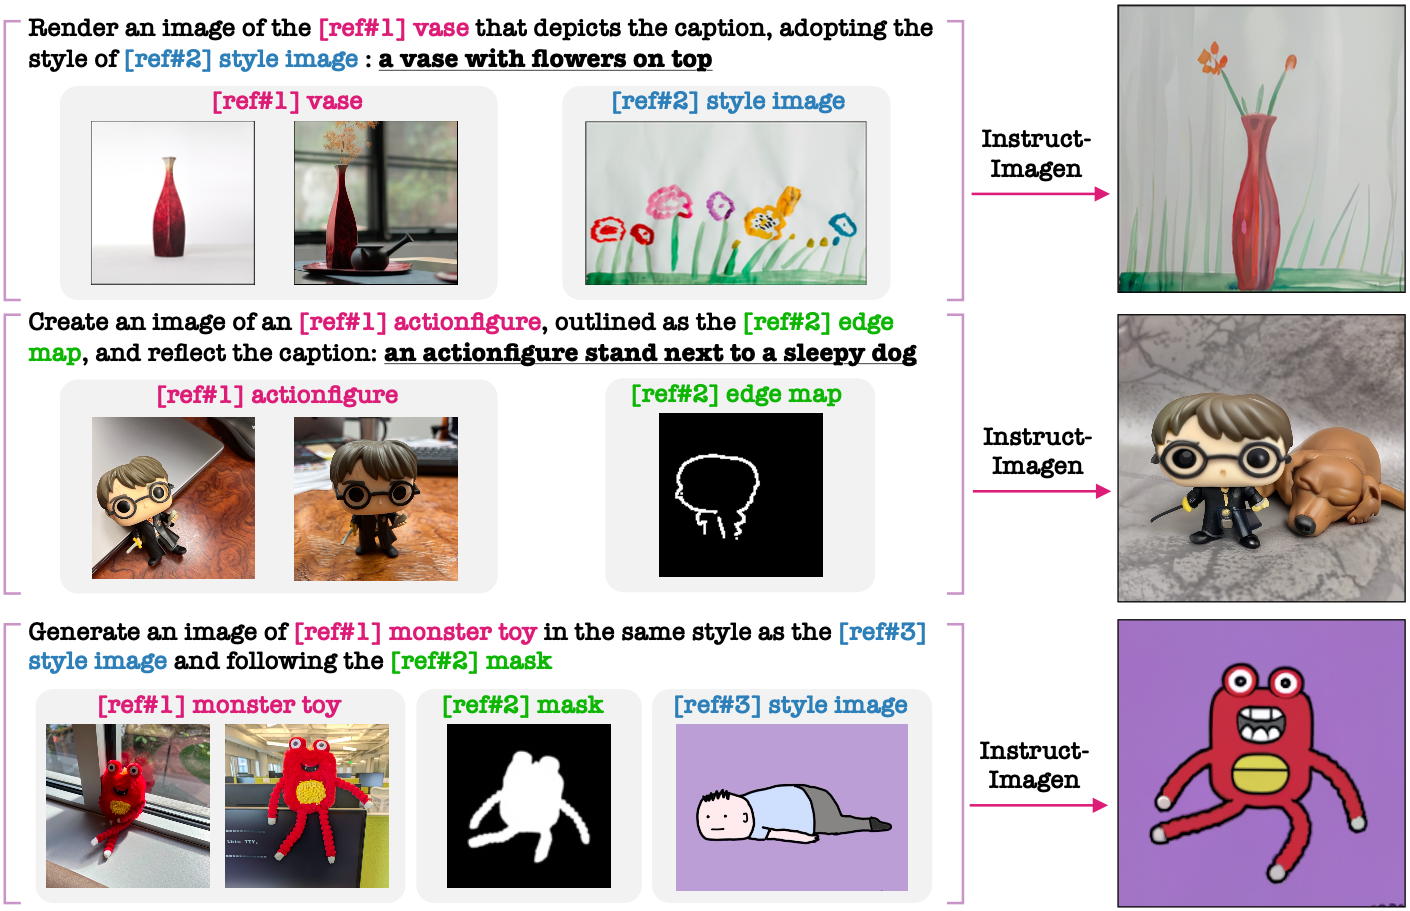 Render an image of the [ref#1] vase that depicts the caption, adopting the
style of [ref#2] style image : a vase with flowers on top
[ref#1] vase
[ref#2] style image
Instruct-
Imagen
Create an image of an [ref#1] actionfigure, outlined as the [ref#2] edge
map, and reflect the caption: an actionfigure stand next to a sleepy dog
[ref#1] actionfigure
[ref#2] edge map
Instruct-
Imagen
Generate an image of [ref#1] monster toy in the same style as the [ref#3]
style image and following the [ref#2] mask
[ref#1] monster toy
[ref#2] mask
[ref#3] style image
Instruct-
Imagen